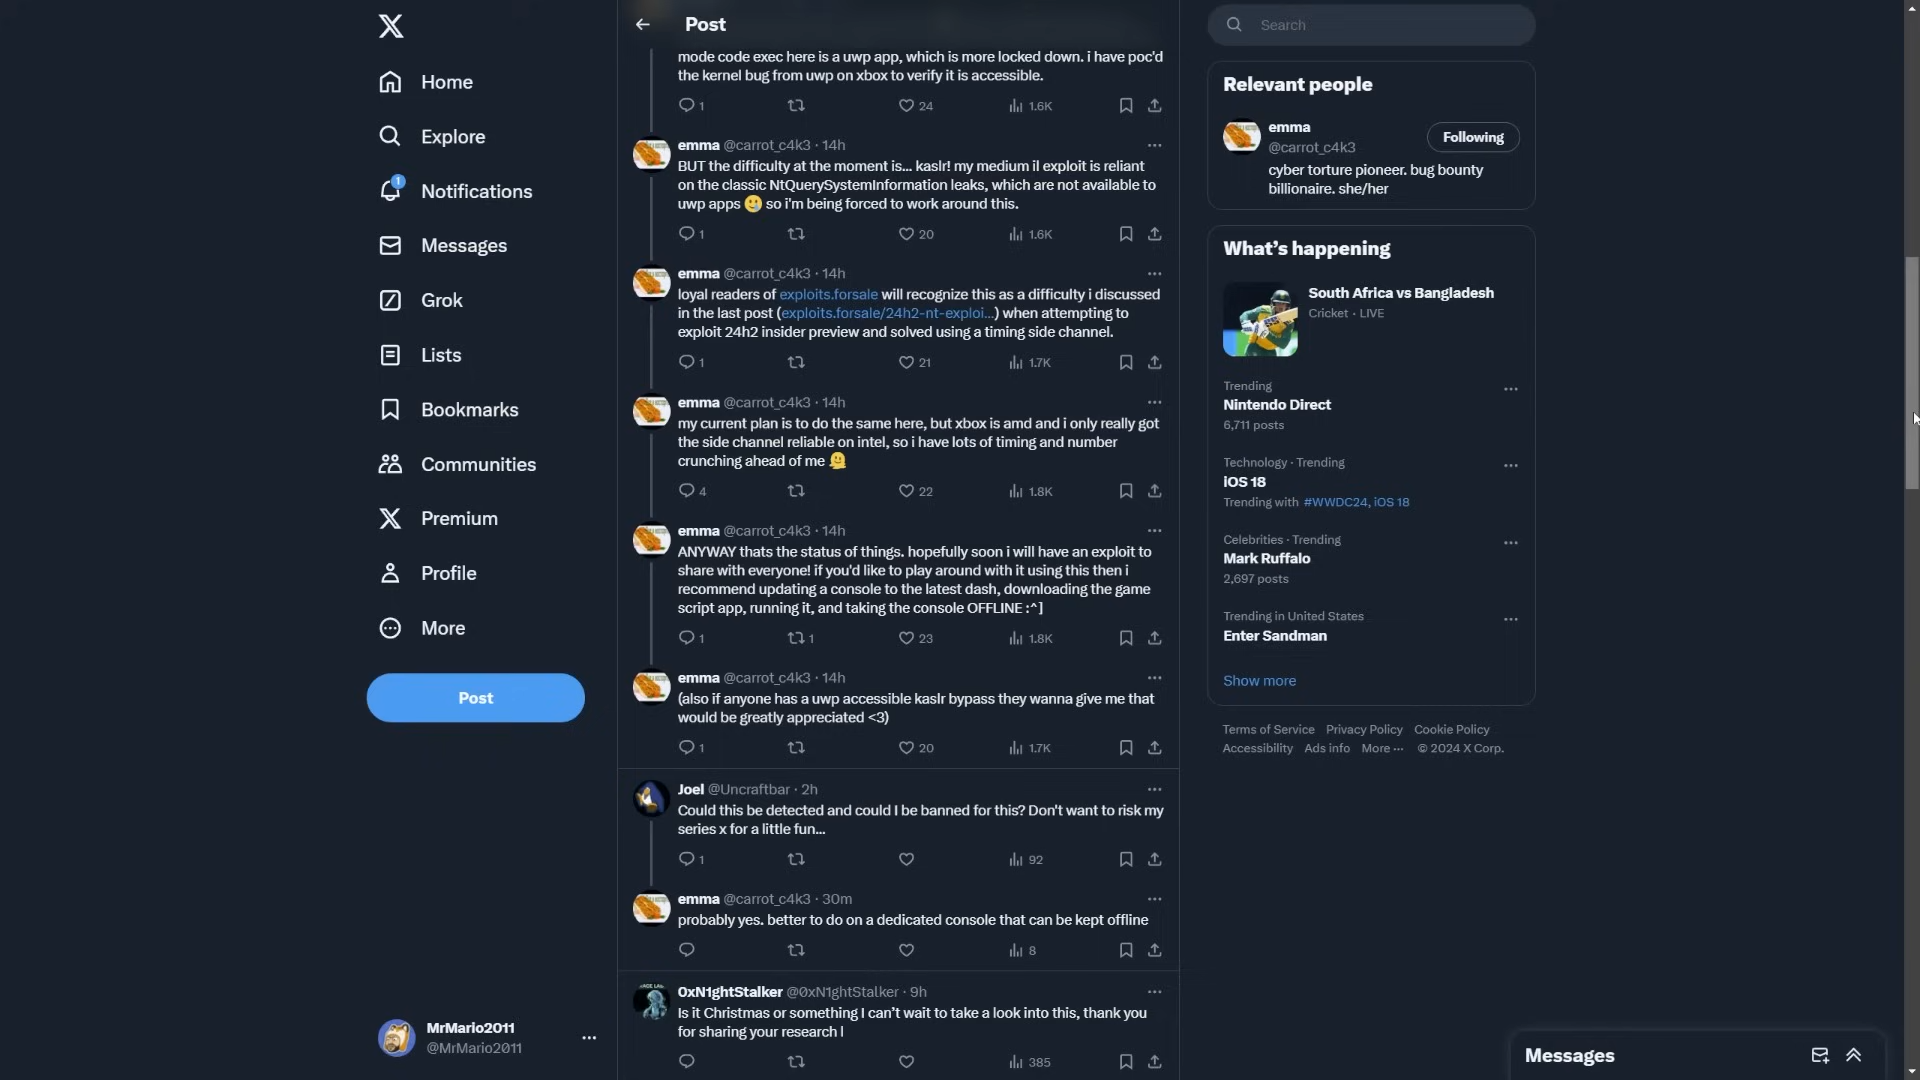 Home
Explore
1
Notifications
Messages
Grok
Lists
Bookmarks
Communities
Premium
Profile
More
Post
MrMario2011
@MrMario2011
Post
mode code exec here is a uwp app, which is more locked down. i have poc'd
the kernel bug from uwp on xbox to verify it is accessible.
1 24 1.6K
emma @carrot_c4k3 · 14h
BUT the difficulty at the moment is... kaslr! my medium il exploit is reliant
on the classic NtQuerySystemInformation leaks, which are not available to
uwp apps 🥲 so i'm being forced to work around this.
1 20 1.6K
emma @carrot_c4k3 · 14h
loyal readers of exploits.forsale will recognize this as a difficulty i discussed
in the last post (exploits.forsale/24h2-nt-exploi...) when attempting to
exploit 24h2 insider preview and solved using a timing side channel.
1 21 1.7K
emma @carrot_c4k3 · 14h
my current plan is to do the same here, but xbox is amd and i only really got
the side channel reliable on intel, so i have lots of timing and number
crunching ahead of me 🫠
4 22 1.8K
emma @carrot_c4k3 · 14h
ANYWAY thats the status of things. hopefully soon i will have an exploit to
share with everyone! if you'd like to play around with it using this then i
recommend updating a console to the latest dash, downloading the game
script app, running it, and taking the console OFFLINE :^]
1 1 23 1.8K
emma @carrot_c4k3 · 14h
(also if anyone has a uwp accessible kaslr bypass they wanna give me that
would be greatly appreciated <3)
1 20 1.7K
Joel @Uncraftbar · 2h
Could this be detected and could I be banned for this? Don't want to risk my
series x for a little fun...
1 92
emma @carrot_c4k3 · 30m
probably yes. better to do on a dedicated console that can be kept offline
8
0xN1ghtStalker @0xN1ghtStalker · 9h
Is it Christmas or something I can't wait to take a look into this, thank you
for sharing your research !
385
Search
Relevant people
emma
@carrot_c4k3
Following
cyber torture pioneer. bug bounty
billionaire. she/her
What's happening
South Africa vs Bangladesh
Cricket · LIVE
Trending
Nintendo Direct
6,711 posts
Technology · Trending
iOS 18
Trending with #WWDC24, iOS 18
Celebrities · Trending
Mark Ruffalo
2,697 posts
Trending in United States
Enter Sandman
Show more
Terms of Service Privacy Policy Cookie Policy
Accessibility Ads info More ··· © 2024 X Corp.
Messages